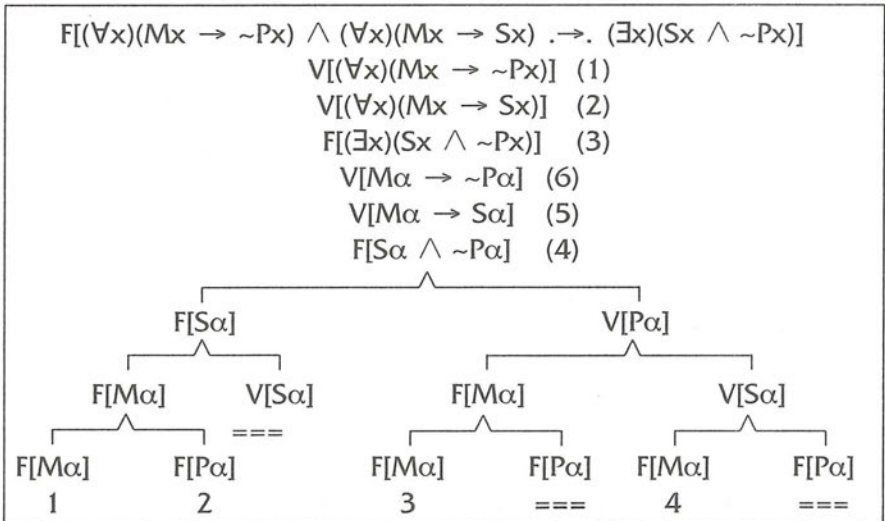 F[(∀x)(Mx → ~Px) ∧ (∀x)(Mx → Sx) .→. (∃x)(Sx ∧ ~Px)]
V[(∀x)(Mx → ~Px)] (1)
V[(∀x)(Mx → Sx)] (2)
F[(∃x)(Sx ∧ ~Px)] (3)
V[Mα → ~Pα] (6)
V[Mα → Sα] (5)
F[Sα ∧ ~Pα] (4)
F[Sα] V[Pα]
F[Mα] V[Sα] F[Mα] V[Sα]
===
F[Mα] F[Pα] F[Mα] F[Pα] F[Mα] F[Pα]
1 2 3 === 4 ===